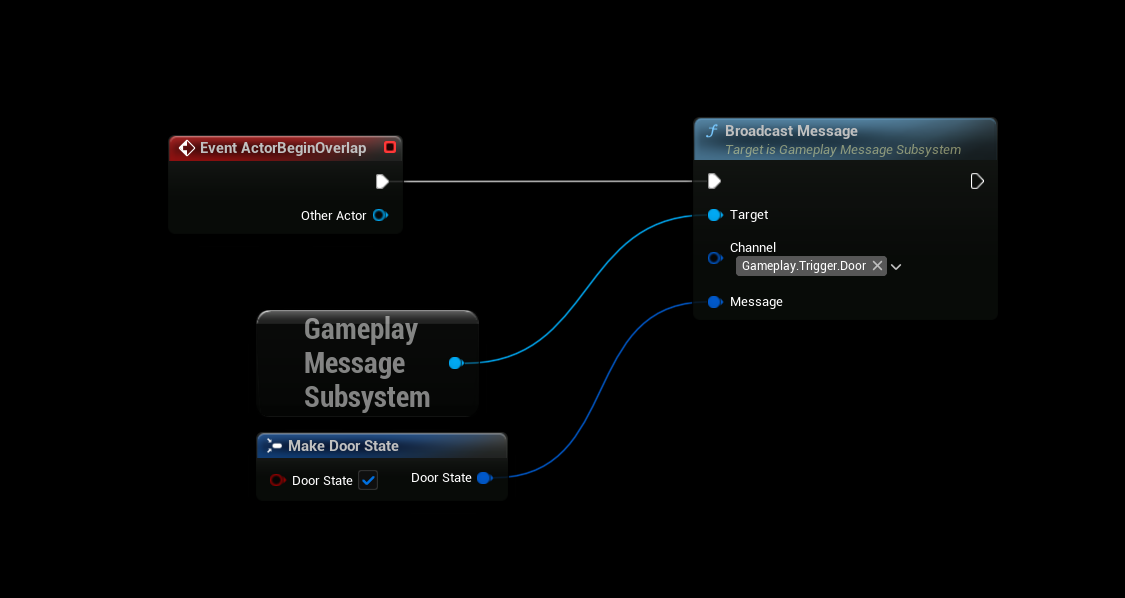 Event ActorBeginOverlap
Other Actor
Broadcast Message
Target is Gameplay Message Subsystem
Target
Channel
Gameplay.Trigger.Door
Message
Gameplay
Message
Subsystem
Make Door State
Door State
Door State